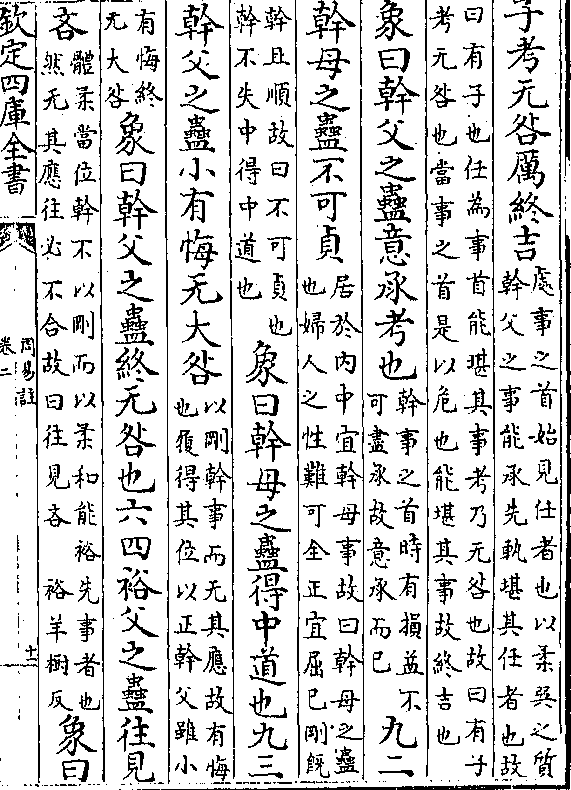 子考无咎厲終吉處事之首始見任者也以柔巽之質幹父之事能承先軌堪其任者也故
曰有子也任為事首能堪其事考乃无咎也故曰有子考无咎也當事之首是以危也能堪其事故終吉也
象曰幹父之蠱意承考也幹事之首時有損益不可盡承故意承而已九二
幹母之蠱不可貞居於内中宜幹母事故曰幹母之蠱也婦人之性難可全正宜屈已剛既
幹且順故曰不可貞也幹不失中得中道也象曰幹母之蠱得中道也九三
幹父之蠱小有悔无大咎以剛幹事而无其應故有悔也履得其位以正幹父雖小
有悔終无大咎象曰幹父之蠱終无咎也六四裕父之蠱往見
吝體柔當位幹不以剛而以柔和能裕先事者也然无其應往必不合故曰往見吝 裕羊樹反象曰
欽定四庫全書
周易註
卷二
十二